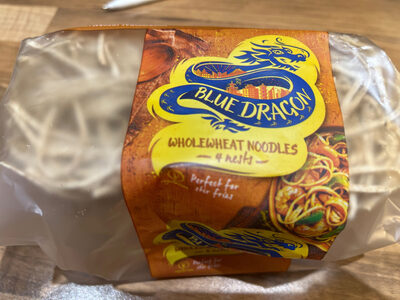 BLUE DRAGON
WHOLEWHEAT NOODLES
4 nests
Perfect for
stir fries